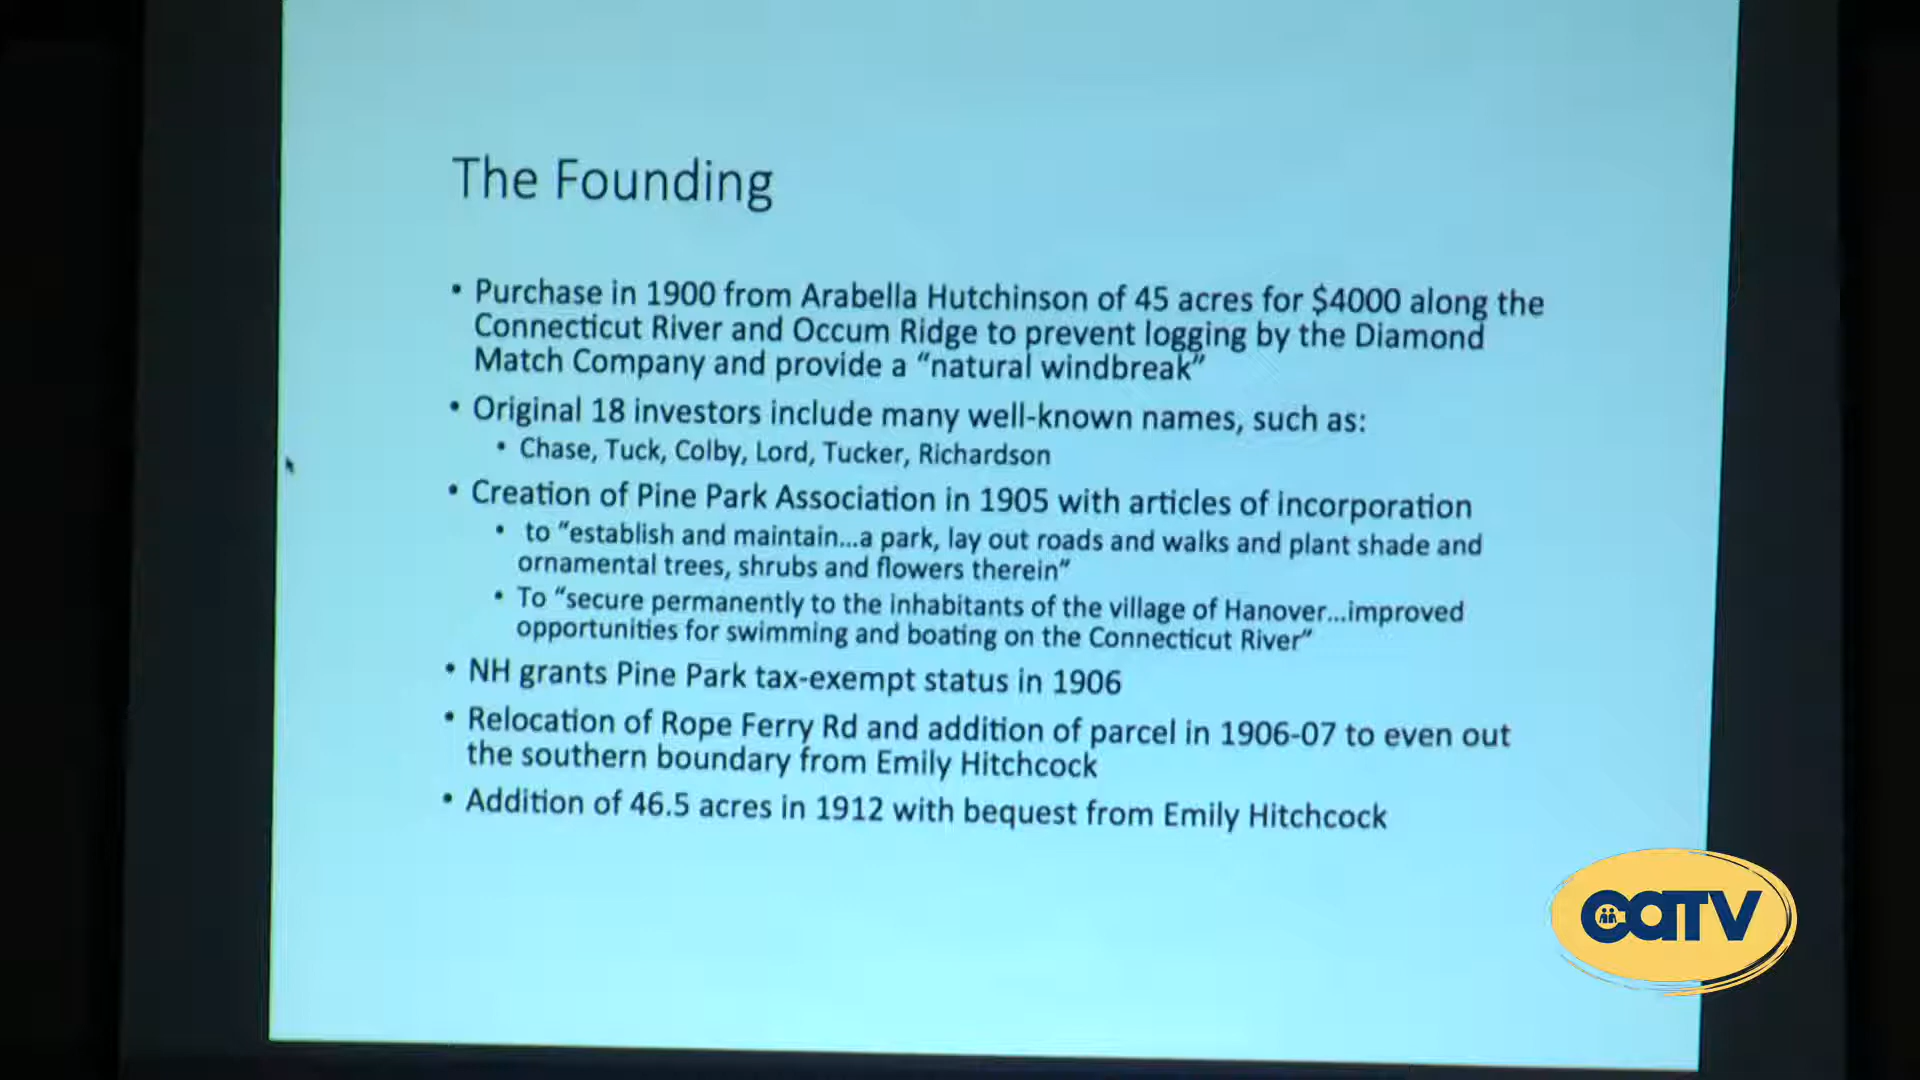 The Founding
• Purchase in 1900 from Arabella Hutchinson of 45 acres for $4000 along the
Connecticut River and Occum Ridge to prevent logging by the Diamond
Match Company and provide a “natural windbreak”
• Original 18 investors include many well-known names, such as:
• Chase, Tuck, Colby, Lord, Tucker, Richardson
• Creation of Pine Park Association in 1905 with articles of incorporation
• to “establish and maintain...a park, lay out roads and walks and plant shade and
ornamental trees, shrubs and flowers therein”
• To “secure permanently to the inhabitants of the village of Hanover...improved
opportunities for swimming and boating on the Connecticut River”
• NH grants Pine Park tax-exempt status in 1906
• Relocation of Rope Ferry Rd and addition of parcel in 1906-07 to even out
the southern boundary from Emily Hitchcock
• Addition of 46.5 acres in 1912 with bequest from Emily Hitchcock
CATV